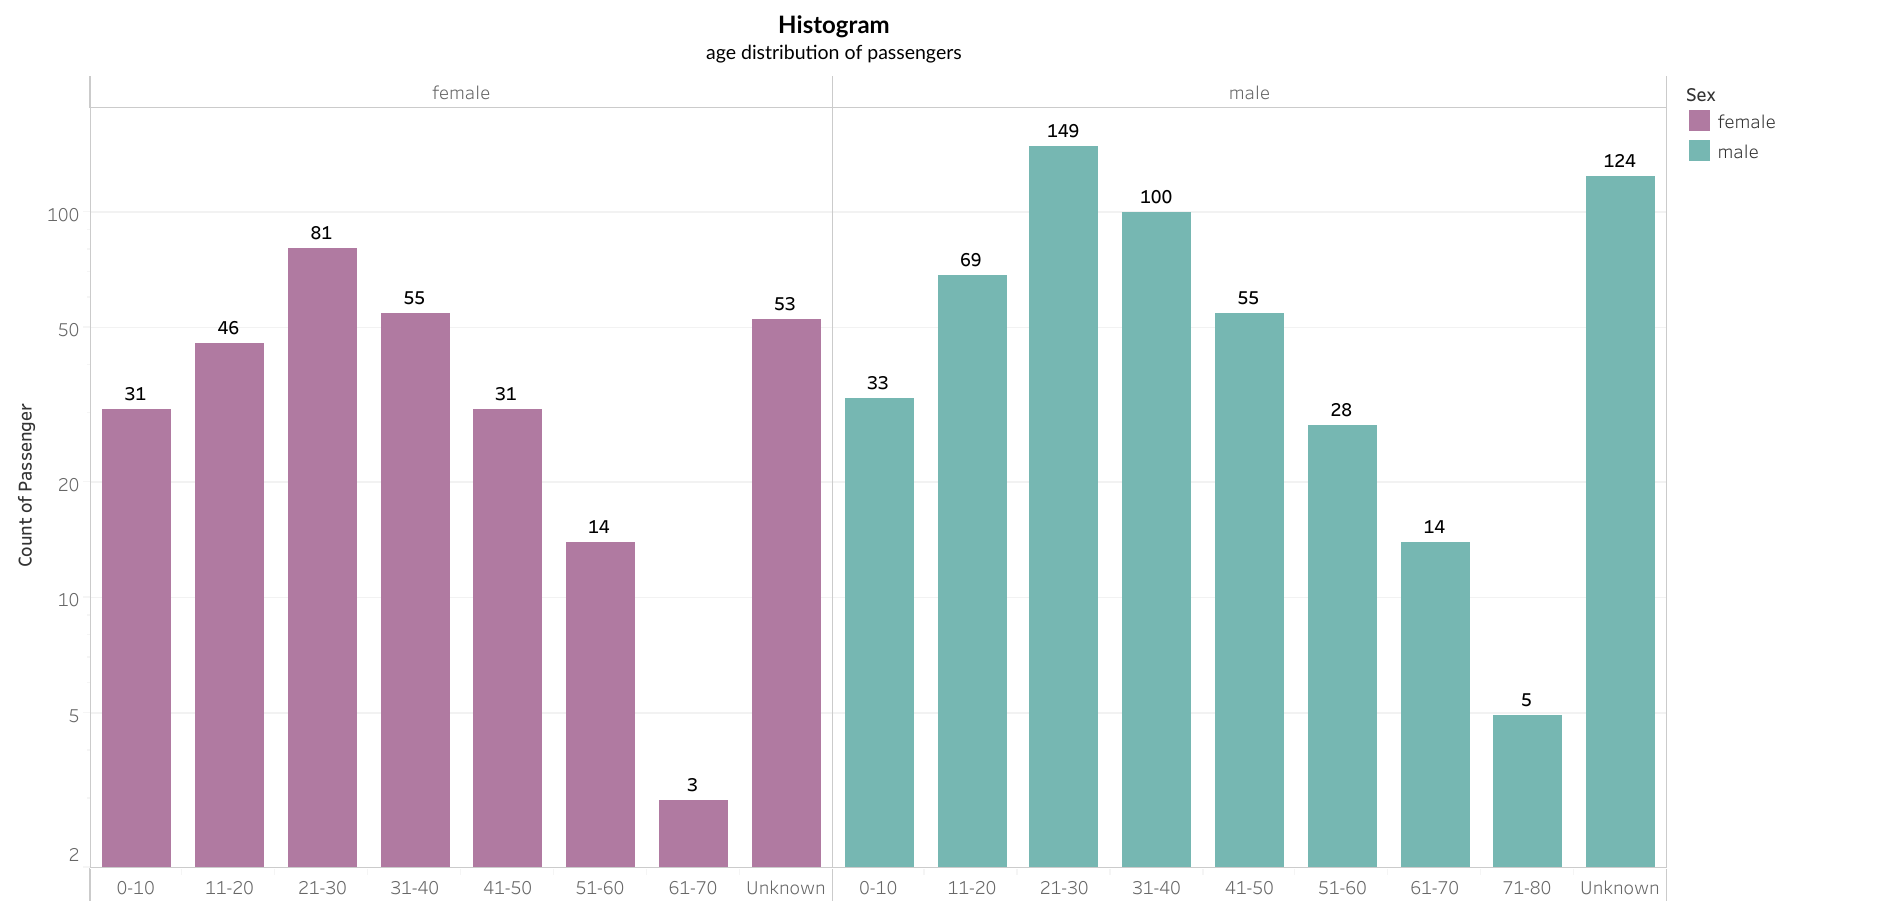 Histogram
age distribution of passengers
female
male
Sex
female
male
Count of Passenger
100
50
20
10
5
2
31
46
81
55
31
14
3
53
33
69
149
100
55
28
14
5
124
0-10 11-20 21-30 31-40 41-50 51-60 61-70 Unknown 0-10 11-20 21-30 31-40 41-50 51-60 61-70 71-80 Unknown